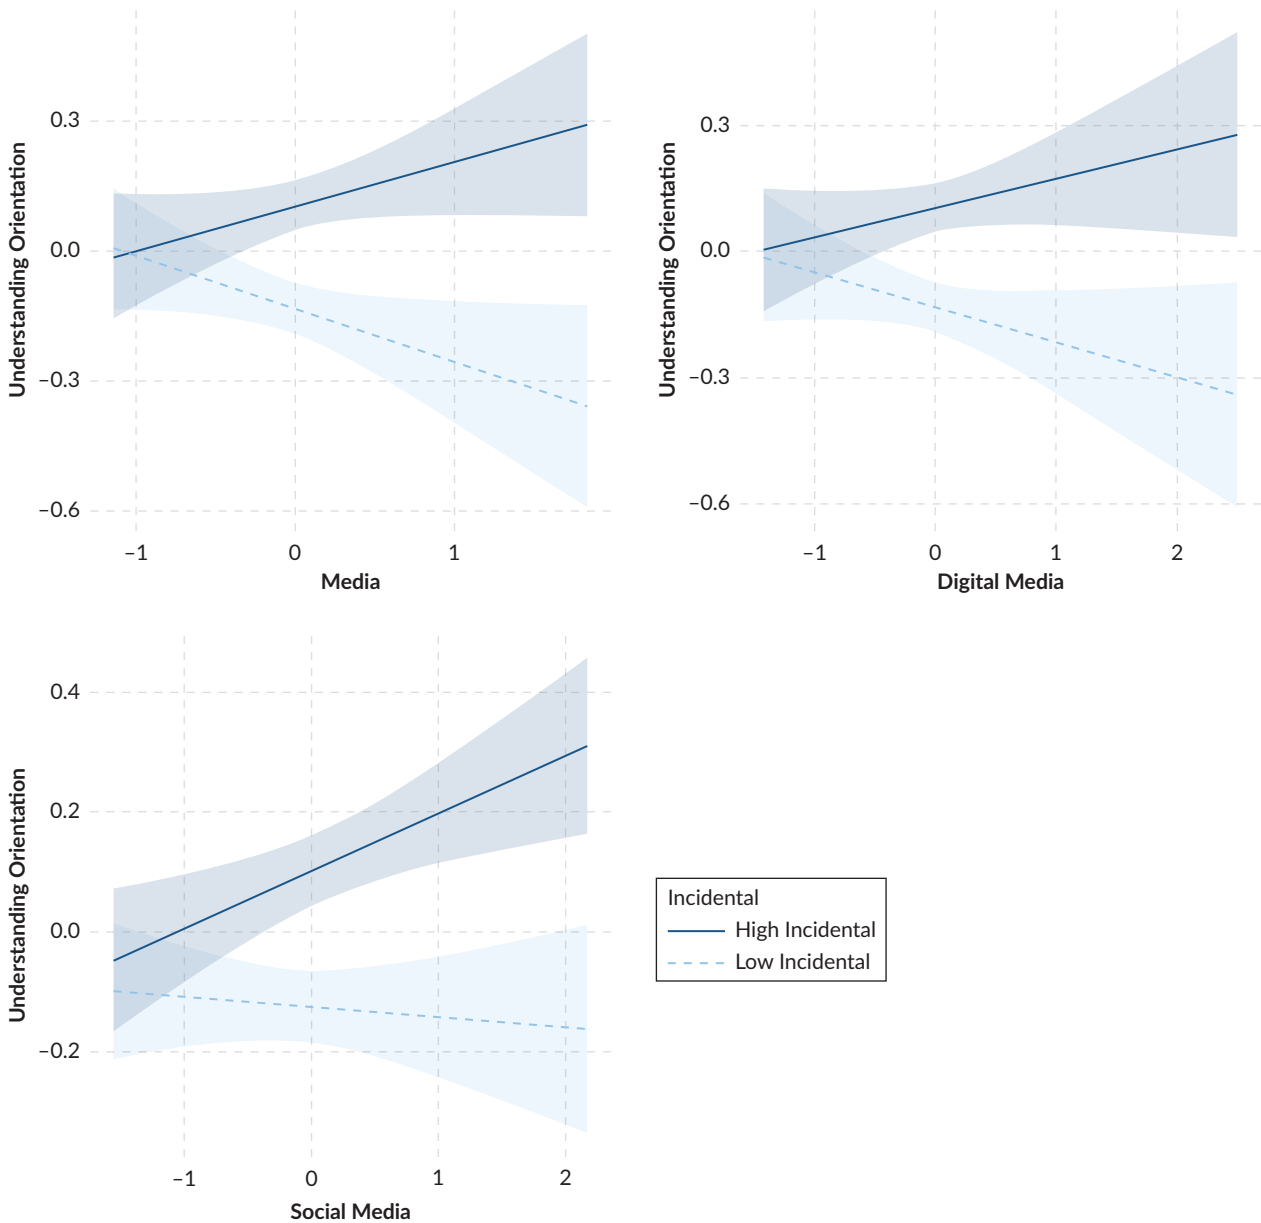 Understanding Orientation
0.3
0.0
–0.3
–0.6
–1 0 1
Media
Understanding Orientation
0.3
0.0
–0.3
–0.6
–1 0 1 2
Digital Media
Understanding Orientation
0.4
0.2
0.0
–0.2
–1 0 1 2
Social Media
Incidental
High Incidental
Low Incidental